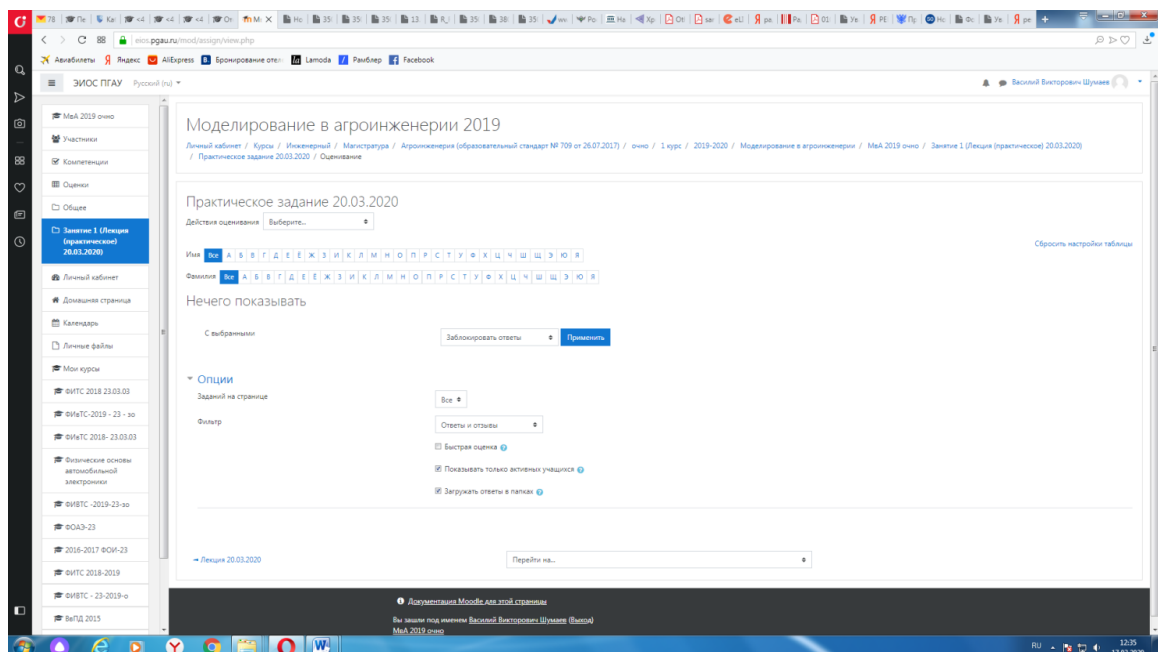 eios.pgau.ru/mod/assign/view.php
Авиабилеты Яндекс AliExpress Бронирование отел Lamoda Рамблер Facebook
ЭИОС ПГАУ Русский (ru)
Василий Викторович Шумаев
МвА 2019 очно
Участники
Компетенции
Оценки
Общее
Занятие 1 (Лекция
(практическое)
20.03.2020)
Личный кабинет
Домашняя страница
Календарь
Личные файлы
Мои курсы
ФИТС 2018 23.03.03
ФИвТС-2019 - 23 - зо
ФИвТС 2018- 23.03.03
Физические основы
автомобильной
электроники
ФИВТС -2019-23-зо
ФОАЭ-23
2016-2017 ФОИ-23
ФИТС 2018-2019
ФИВТС - 23-2019-о
ВеПД 2015
Моделирование в агроинженерии 2019
Личный кабинет / Курсы / Инженерный / Магистратура / Агроинженерия (образовательный стандарт № 709 от 26.07.2017) / очно / 1 курс / 2019-2020 / Моделирование в агроинженерии / МвА 2019 очно / Занятие 1 (Лекция (практическое) 20.03.2020)
/ Практическое задание 20.03.2020 / Оценивание
Практическое задание 20.03.2020
Действия оценивания Выберите...
Сбросить настройки таблицы
Имя Все А Б В Г Д Е Ё Ж З И К Л М Н О П Р С Т У Ф Х Ц Ч Ш Щ Э Ю Я
Фамилия Все А Б В Г Д Е Ё Ж З И К Л М Н О П Р С Т У Ф Х Ц Ч Ш Щ Э Ю Я
Нечего показывать
С выбранными Заблокировать ответы Применить
Опции
Заданий на странице Все
Фильтр Ответы и отзывы
Быстрая оценка
Показывать только активных учащихся
Загружать ответы в папках
Лекция 20.03.2020 Перейти на...
Документация Moodle для этой страницы
Вы зашли под именем Василий Викторович Шумаев (Выход)
МвА 2019 очно
RU 12:35